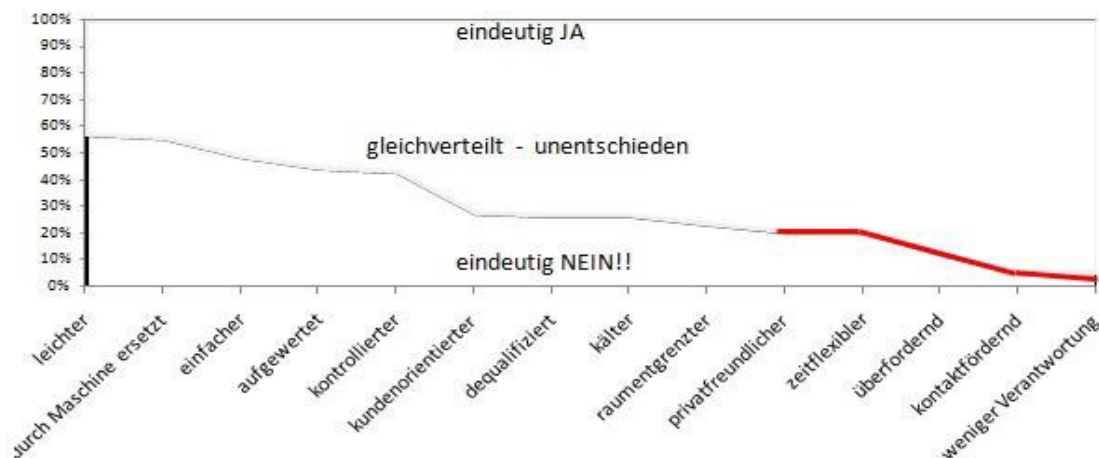 100%
90%
80%
70%
60%
50%
40%
30%
20%
10%
0%
eindeutig JA
gleichverteilt - unentschieden
eindeutig NEIN!!
leichter
durch Maschine ersetzt
einfacher
aufgewertet
kontrollierter
kundenorientierter
dequalifiziert
kälter
raumentgrenzter
privatfreundlicher
zeitflexibler
überfordernd
kontaktfördernd
weniger Verantwortung